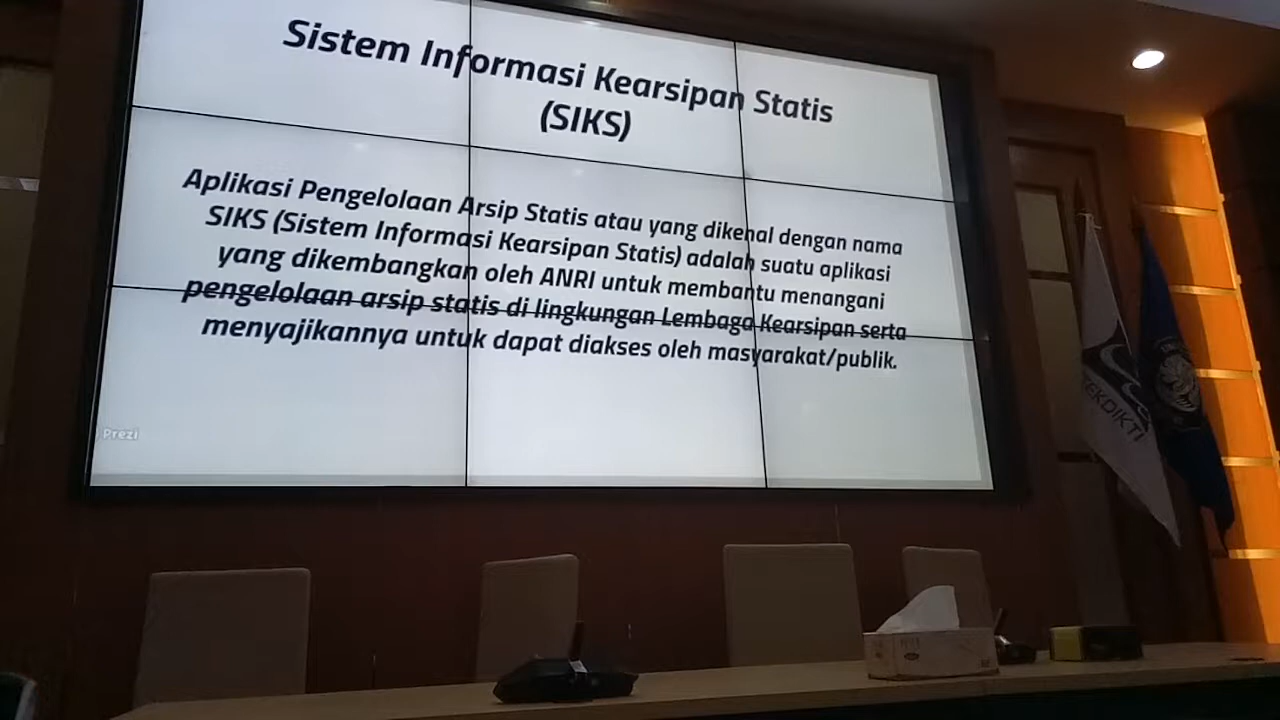 Sistem Informasi Kearsipan Statis
(SIKS)
Aplikasi Pengelolaan Arsip Statis atau yang dikenal dengan nama
SIKS (Sistem Informasi Kearsipan Statis) adalah suatu aplikasi
yang dikembangkan oleh ANRI untuk membantu menangani
pengelolaan arsip statis di lingkungan Lembaga Kearsipan serta
menyajikannya untuk dapat diakses oleh masyarakat/publik.
Prezi